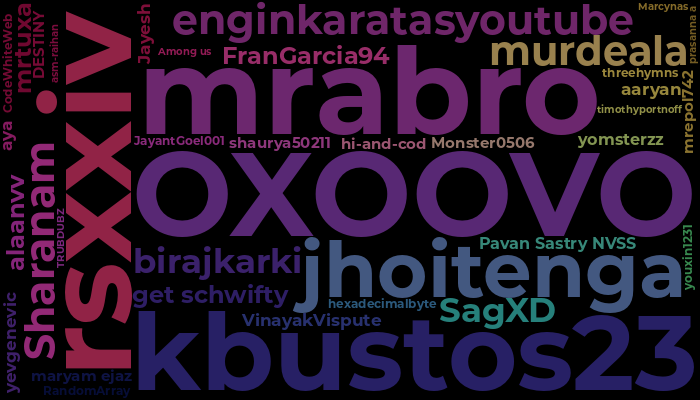 enginkaratasyoutube
Marcynas
mrtuxa
DESTINY
CodeWhiteWeb
asm-raihan
Jayesh
Among us
FranGarcia94
murdeala
prasanna a
rsxxiv
mrabro
threehymns
aaryan
timothyportnoff
mrepol742
aya
JayantGoel001
shaurya50211
hi-and-cod
Monster0506
yomsterzz
Sharanam
oxoovo
alaanvv
TRUBDUBZ
birajkarki
jhoitenga
Pavan Sastry NVSS
youxin1231
get schwifty
hexadecimalbyte
SagXD
VinayakVispute
yevgenevic
kbustos23
maryam ejaz
RandomArray